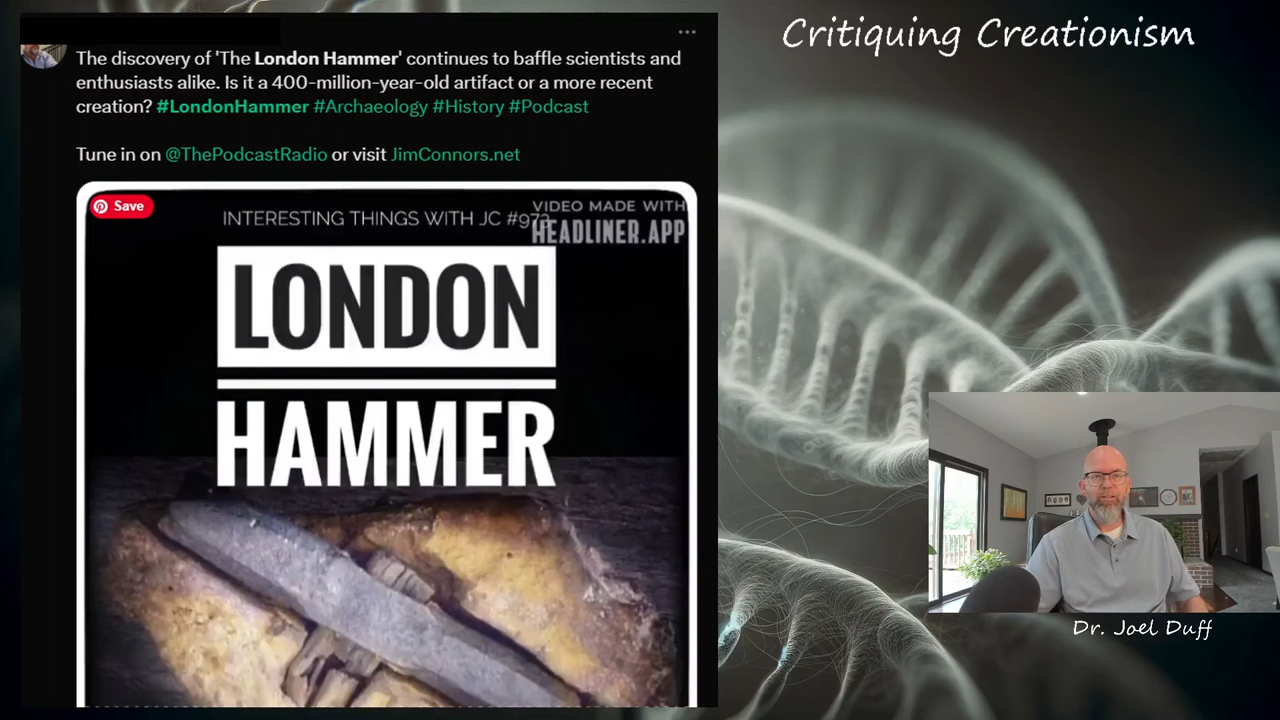 Critiquing Creationism
The discovery of 'The London Hammer' continues to baffle scientists and
enthusiasts alike. Is it a 400-million-year-old artifact or a more recent
creation? #LondonHammer #Archaeology #History #Podcast
Tune in on @ThePodcastRadio or visit JimConnors.net
Save
INTERESTING THINGS WITH JC #973
VIDEO MADE WITH
HEADLINER.APP
LONDON
HAMMER
Dr. Joel Duff